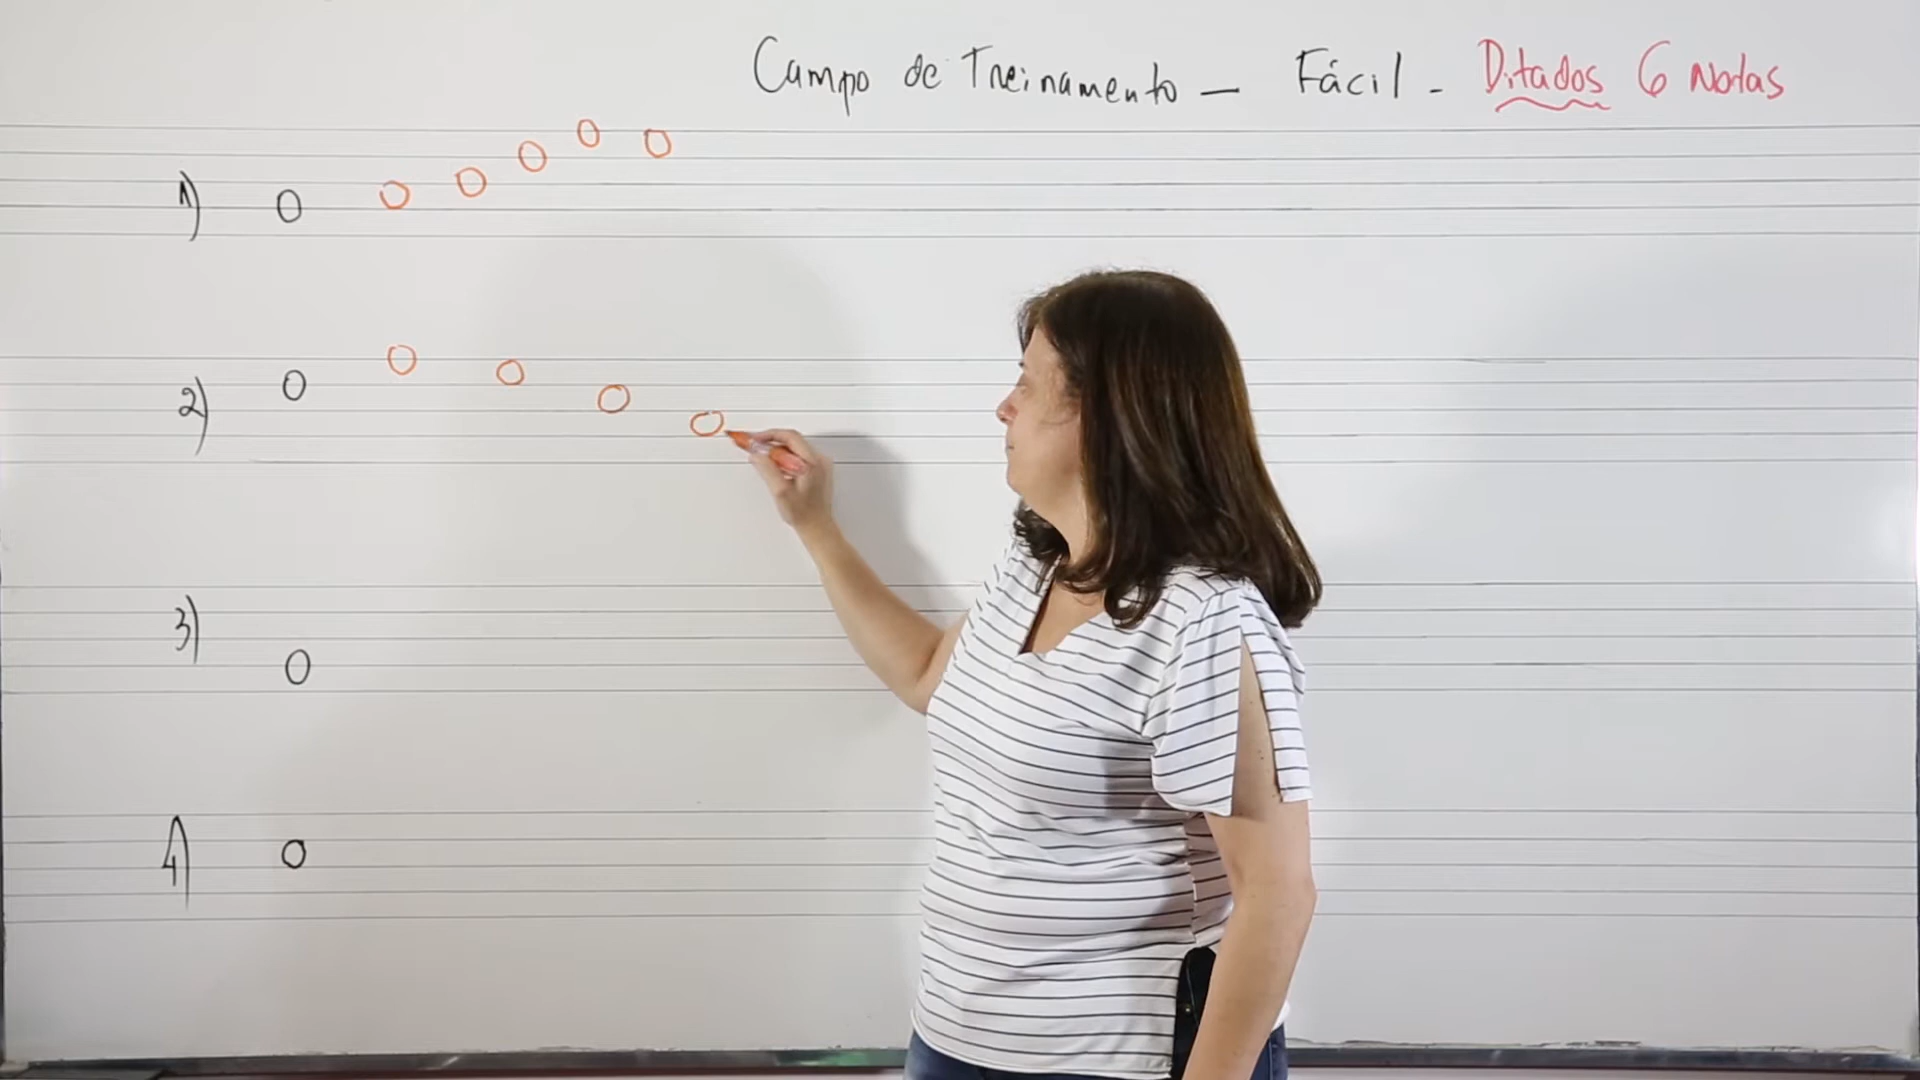 Campo de Treinamento - Fácil - Ditados 6 Notas
1)
2)
3)
4)